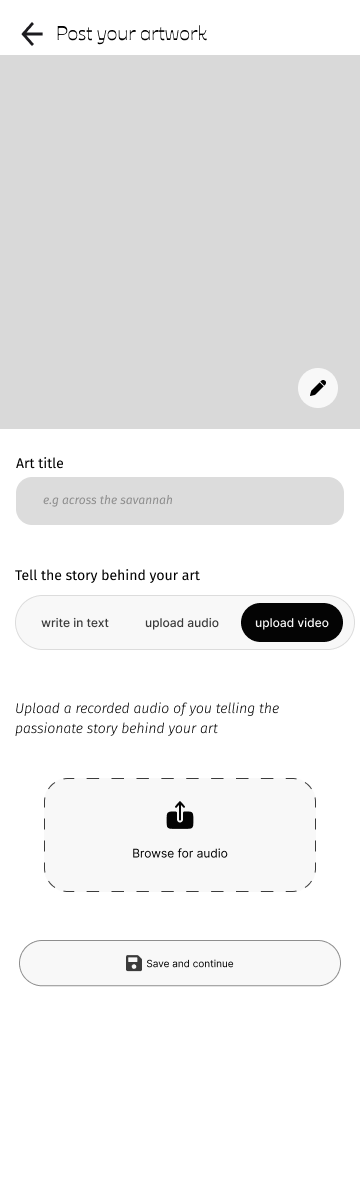 Post your artwork
Art title
e.g across the savannah
Tell the story behind your art
write in text upload audio upload video
Upload a recorded audio of you telling the
passionate story behind your art
Browse for audio
Save and continue